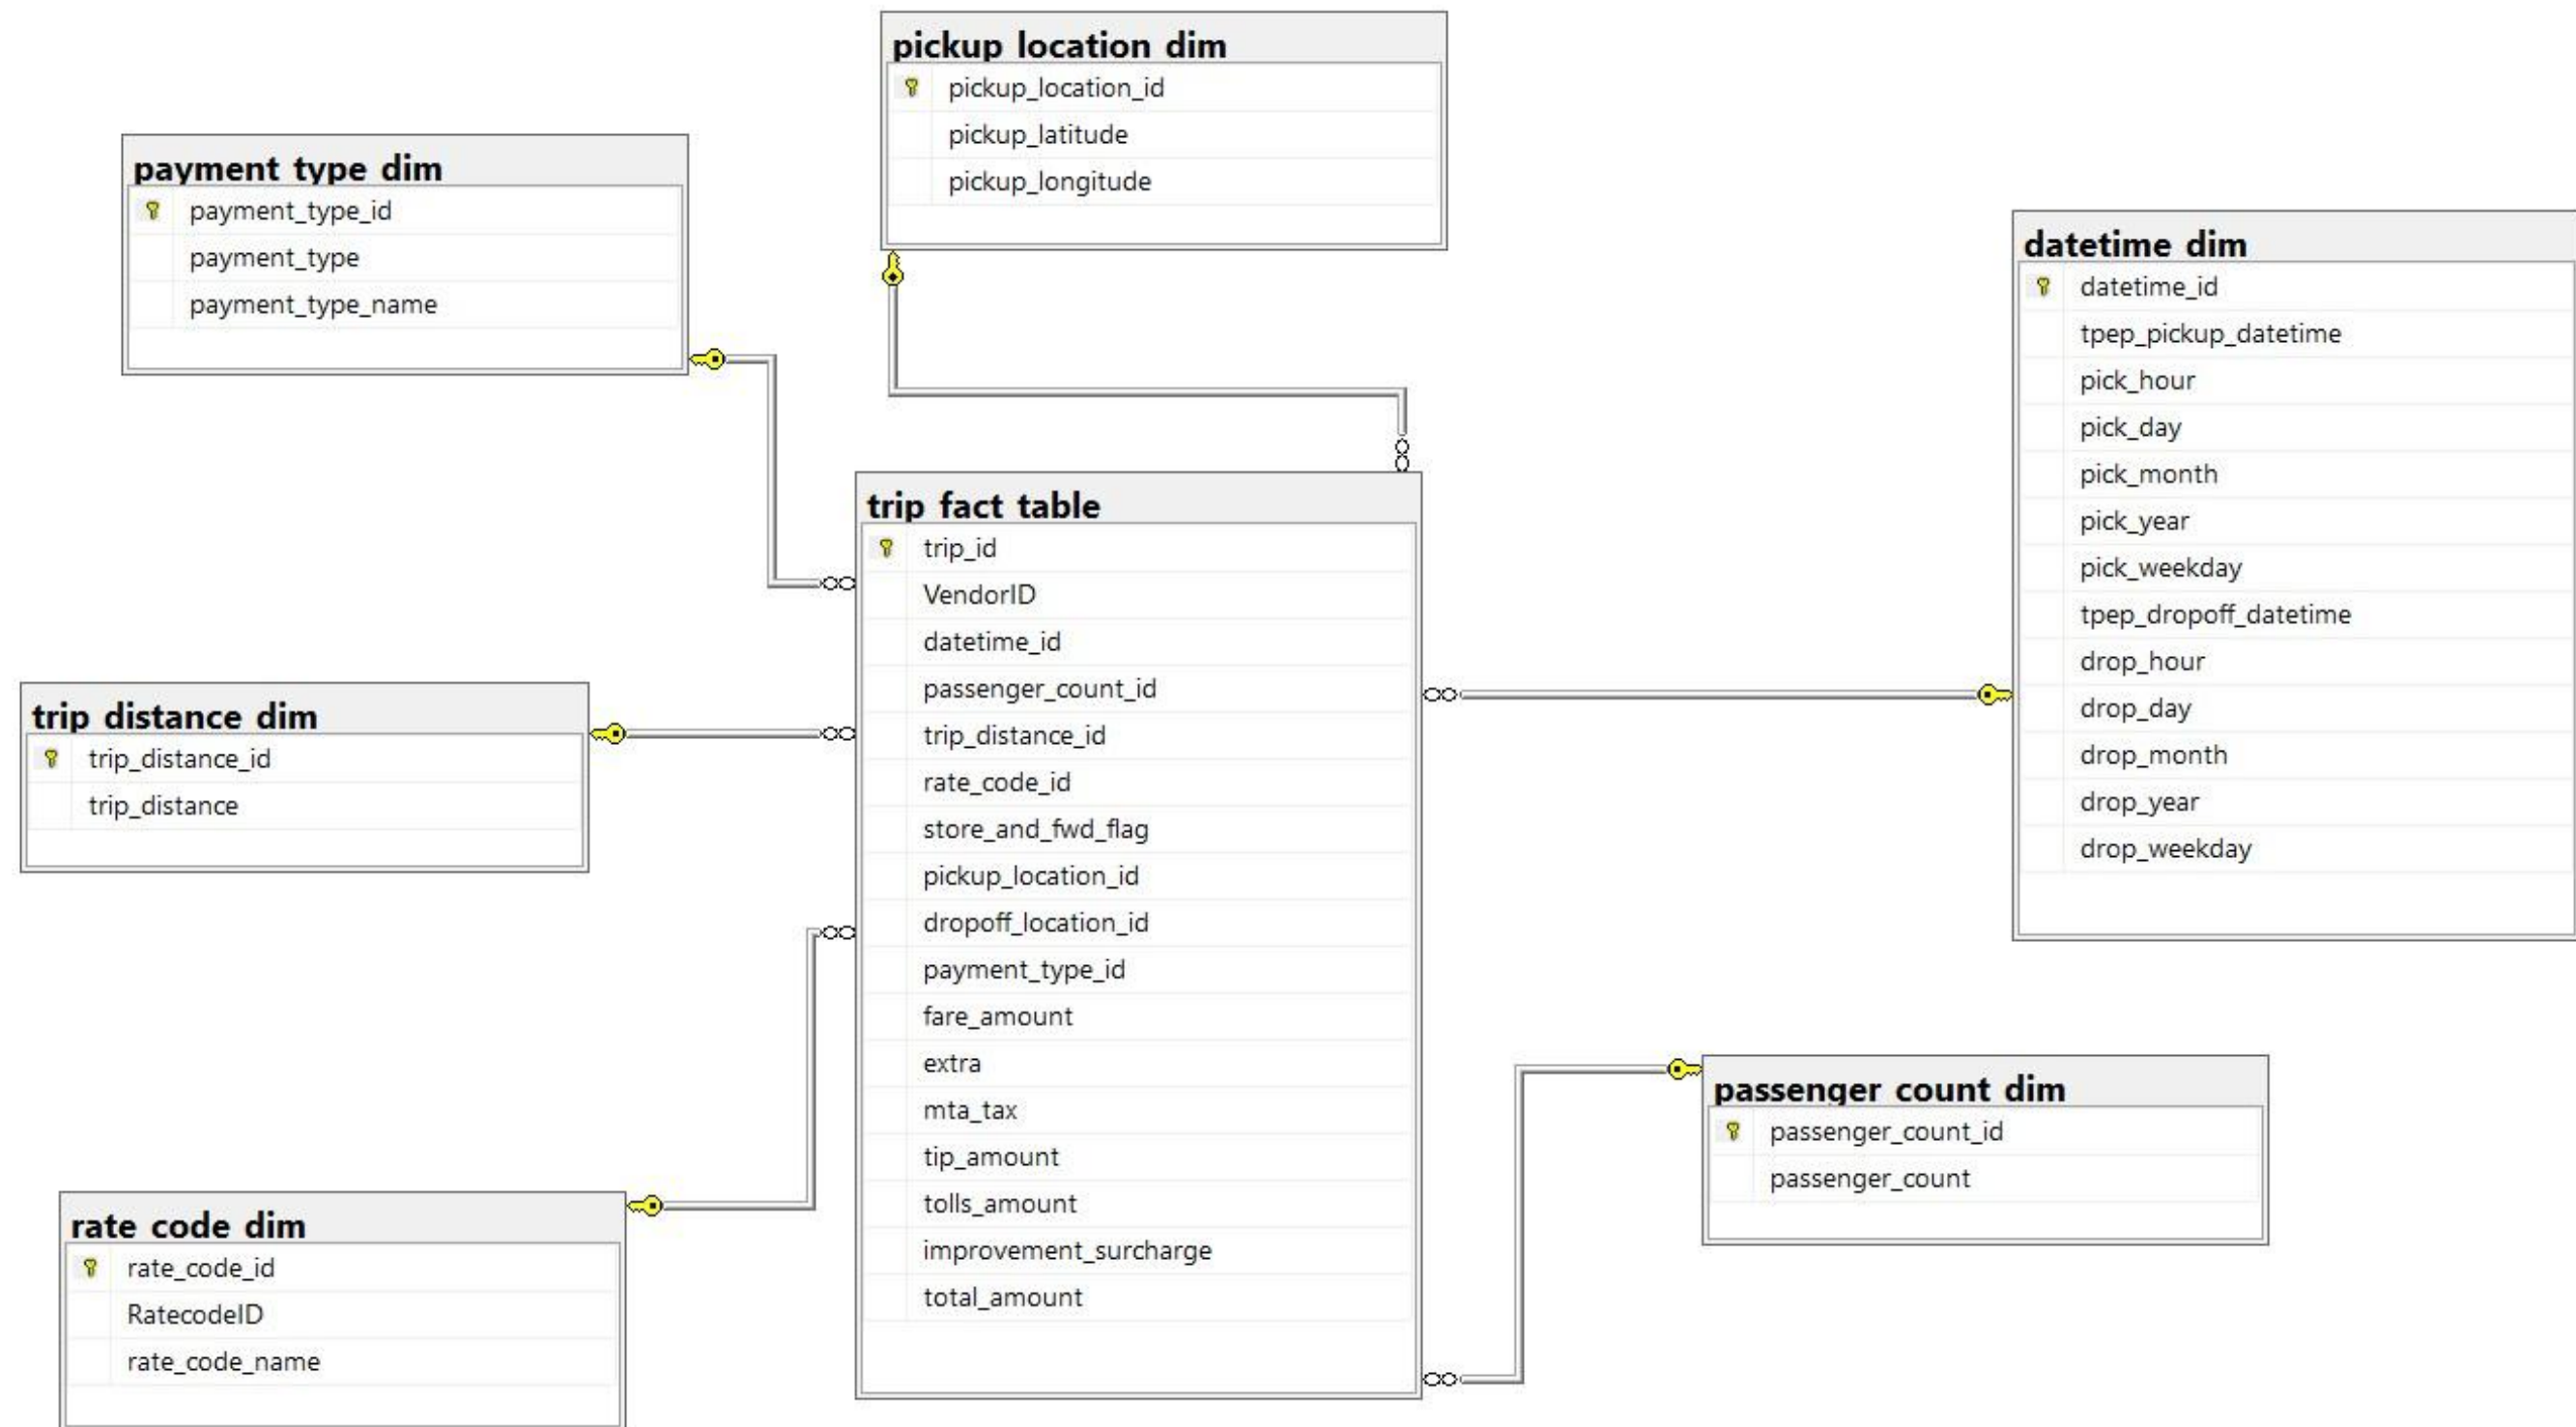 pickup_location_dim
pickup_location_id
pickup_latitude
pickup_longitude
payment_type_dim
payment_type_id
payment_type
payment_type_name
datetime_dim
datetime_id
tpep_pickup_datetime
pick_hour
pick_day
pick_month
pick_year
pick_weekday
tpep_dropoff_datetime
drop_hour
drop_day
drop_month
drop_year
drop_weekday
trip_fact_table
trip_id
VendorID
datetime_id
passenger_count_id
trip_distance_id
rate_code_id
store_and_fwd_flag
pickup_location_id
dropoff_location_id
payment_type_id
fare_amount
extra
mta_tax
tip_amount
tolls_amount
improvement_surcharge
total_amount
trip_distance_dim
trip_distance_id
trip_distance
passenger_count_dim
passenger_count_id
passenger_count
rate_code_dim
rate_code_id
RatecodeID
rate_code_name